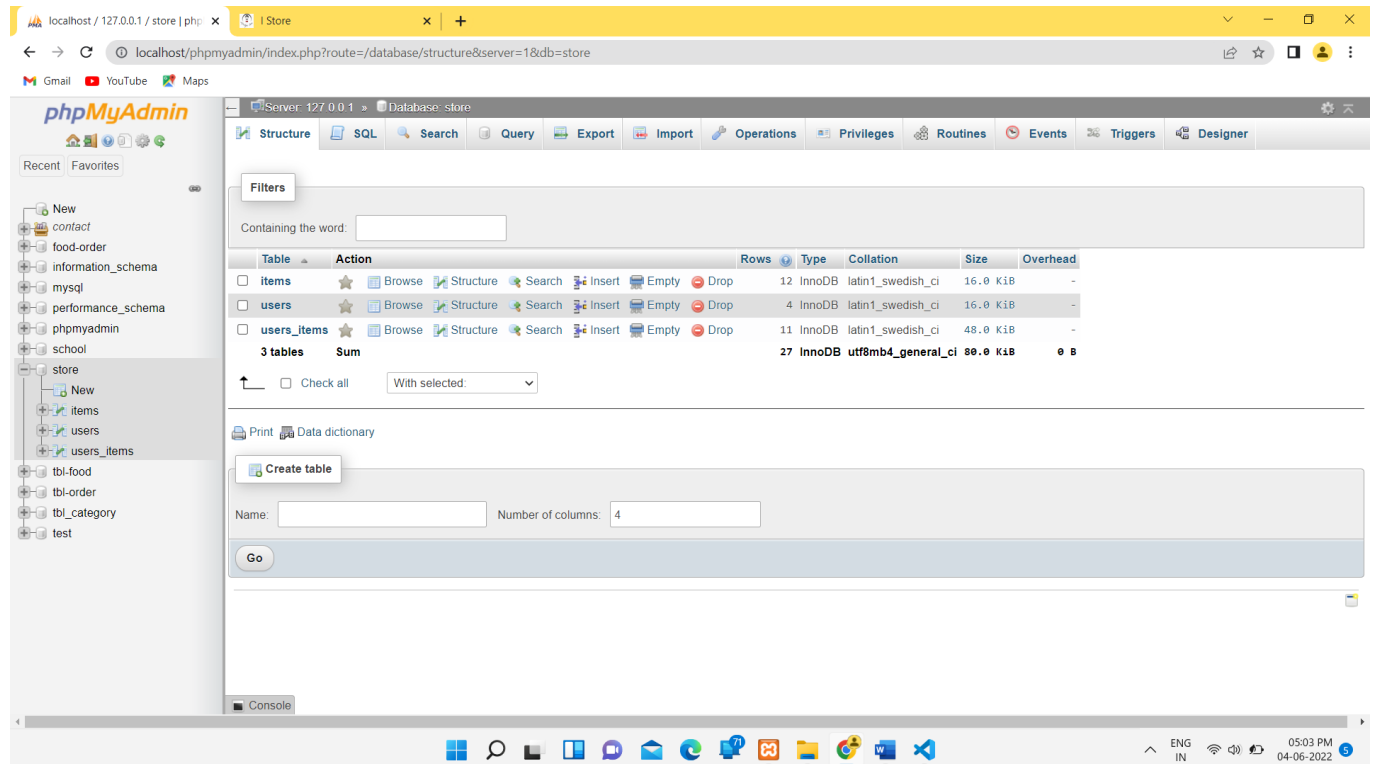 localhost / 127.0.0.1 / store | php
I Store
localhost/phpmyadmin/index.php?route=/database/structure&server=1&db=store
Gmail YouTube Maps
phpMyAdmin
Recent Favorites
New
contact
food-order
information_schema
mysql
performance_schema
phpmyadmin
school
store
New
items
users
users_items
tbl-food
tbl-order
tbl_category
test
Server: 127.0.0.1 » Database: store
Structure SQL Search Query Export Import Operations Privileges Routines Events Triggers Designer
Filters
Containing the word:
Table Action Rows Type Collation Size Overhead
items Browse Structure Search Insert Empty Drop 12 InnoDB latin1_swedish_ci 16.0 KiB -
users Browse Structure Search Insert Empty Drop 4 InnoDB latin1_swedish_ci 16.0 KiB -
users_items Browse Structure Search Insert Empty Drop 11 InnoDB latin1_swedish_ci 48.0 KiB -
3 tables Sum 27 InnoDB utf8mb4_general_ci 80.0 KiB 0 B
Check all With selected:
Print Data dictionary
Create table
Name: Number of columns: 4
Go
Console
71
ENG
IN
05:03 PM
04-06-2022
5